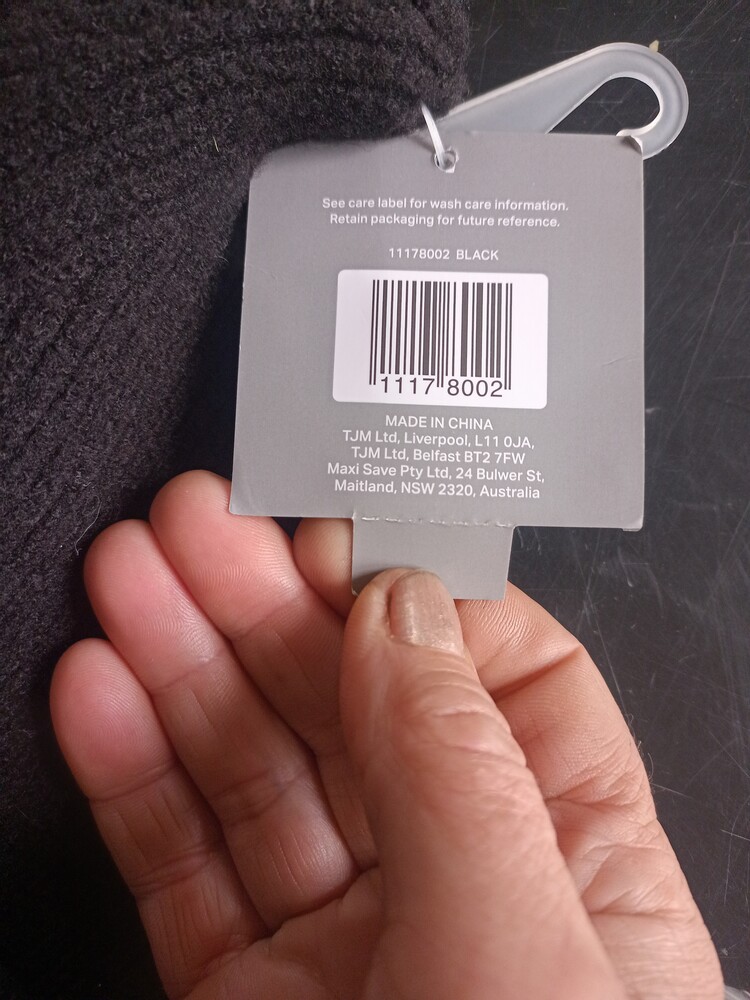 See care label for wash care information.
Retain packaging for future reference.
11178002 BLACK
1117 8002
MADE IN CHINA
TJM Ltd, Liverpool, L11 0JA,
TJM Ltd, Belfast BT2 7FW
Maxi Save Pty Ltd, 24 Bulwer St,
Maitland, NSW 2320, Australia